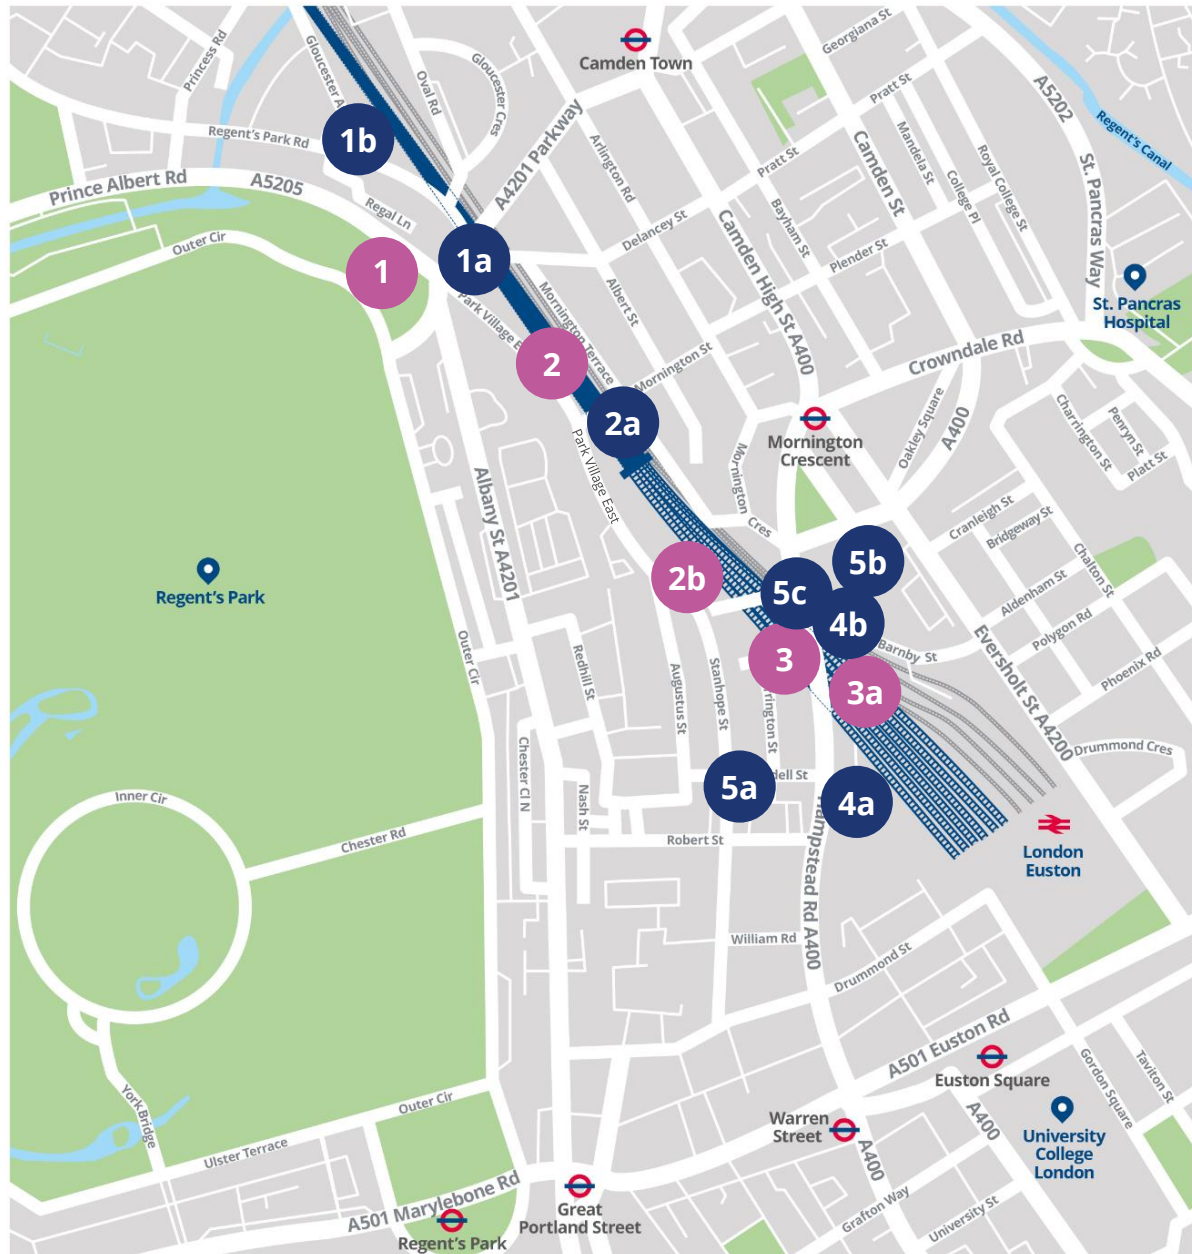 Camden Town
Georgiana St
Princess Rd
Gloucester A
Oval Rd
Gloucester Cres
Pratt St
A5202
Regent's Canal
Regent's Park Rd
1b
A4201 Parkway
Arlington Rd
Pratt St
Camden St
Mandela St
College Pl
Royal College St
St. Pancras Way
Prince Albert Rd
A5205
Regal Ln
Outer Cir
Delancey St
Camden High St A400
Bayham St
Plender St
1
1a
St. Pancras
Hospital
Park Village E
Mornington Terrace
Albert St
Mornington St
Crowndale Rd
2
2a
Park Village East
Mornington
Crescent
Oakley Square
A400
Charrington St
Penryn St
Platt St
Mornington
Cres
Albany St A4201
Cranleigh St
Bridgeway St
Chalton St
Aldenham St
Polygon Rd
Phoenix Rd
Regent's Park
2b
5c
5b
4b
3
3a
Barnby St
Eversholt St A4200
Drummond Cres
Outer Cir
Redhill St
Augustus St
Stanhope St
rrington St
Chester Cl N
Nash St
5a
dell St
4a
Hampstead Rd A400
London
Euston
Inner Cir
Chester Rd
Robert St
William Rd
Drummond St
A501 Euston Rd
Euston Square
Gordon Square
Taviton St
York Bridge
Outer Cir
Ulster Terrace
Warren
Street
A400
A400
University
College
London
A501 Marylebone Rd
Great
Portland Street
Regent's Park
Grafton Way
University St